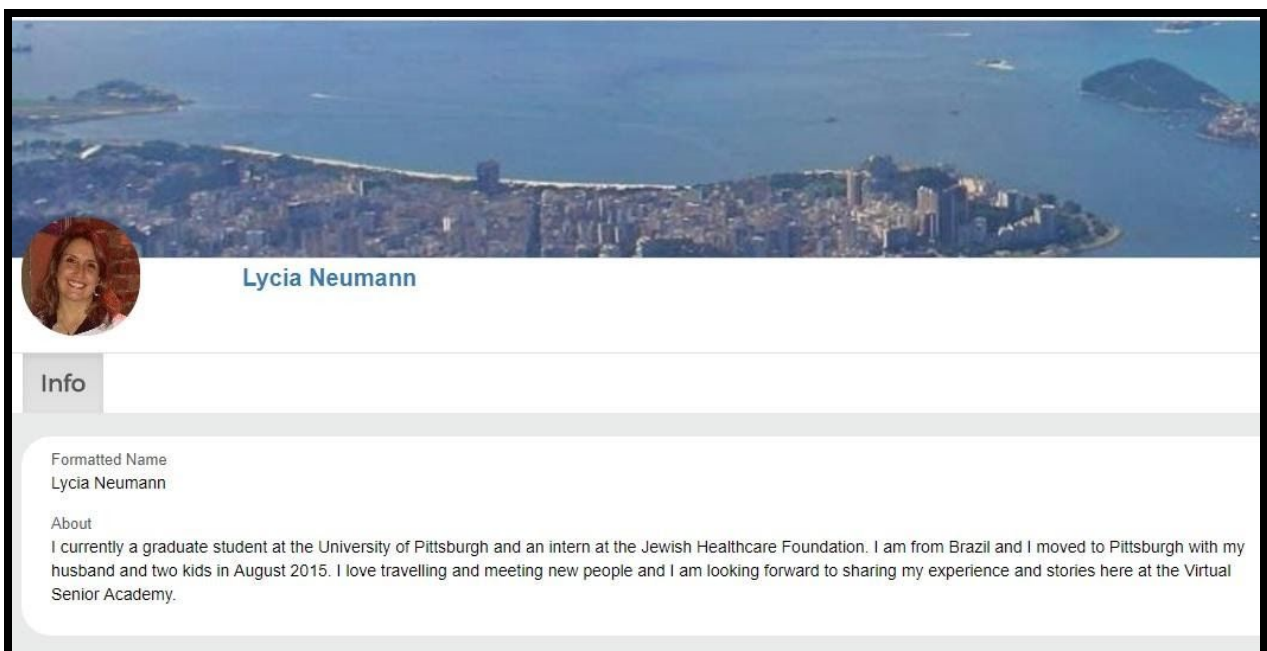 Lycia Neumann
Info
Formatted Name
Lycia Neumann
About
I currently a graduate student at the University of Pittsburgh and an intern at the Jewish Healthcare Foundation. I am from Brazil and I moved to Pittsburgh with my
husband and two kids in August 2015. I love travelling and meeting new people and I am looking forward to sharing my experience and stories here at the Virtual
Senior Academy.